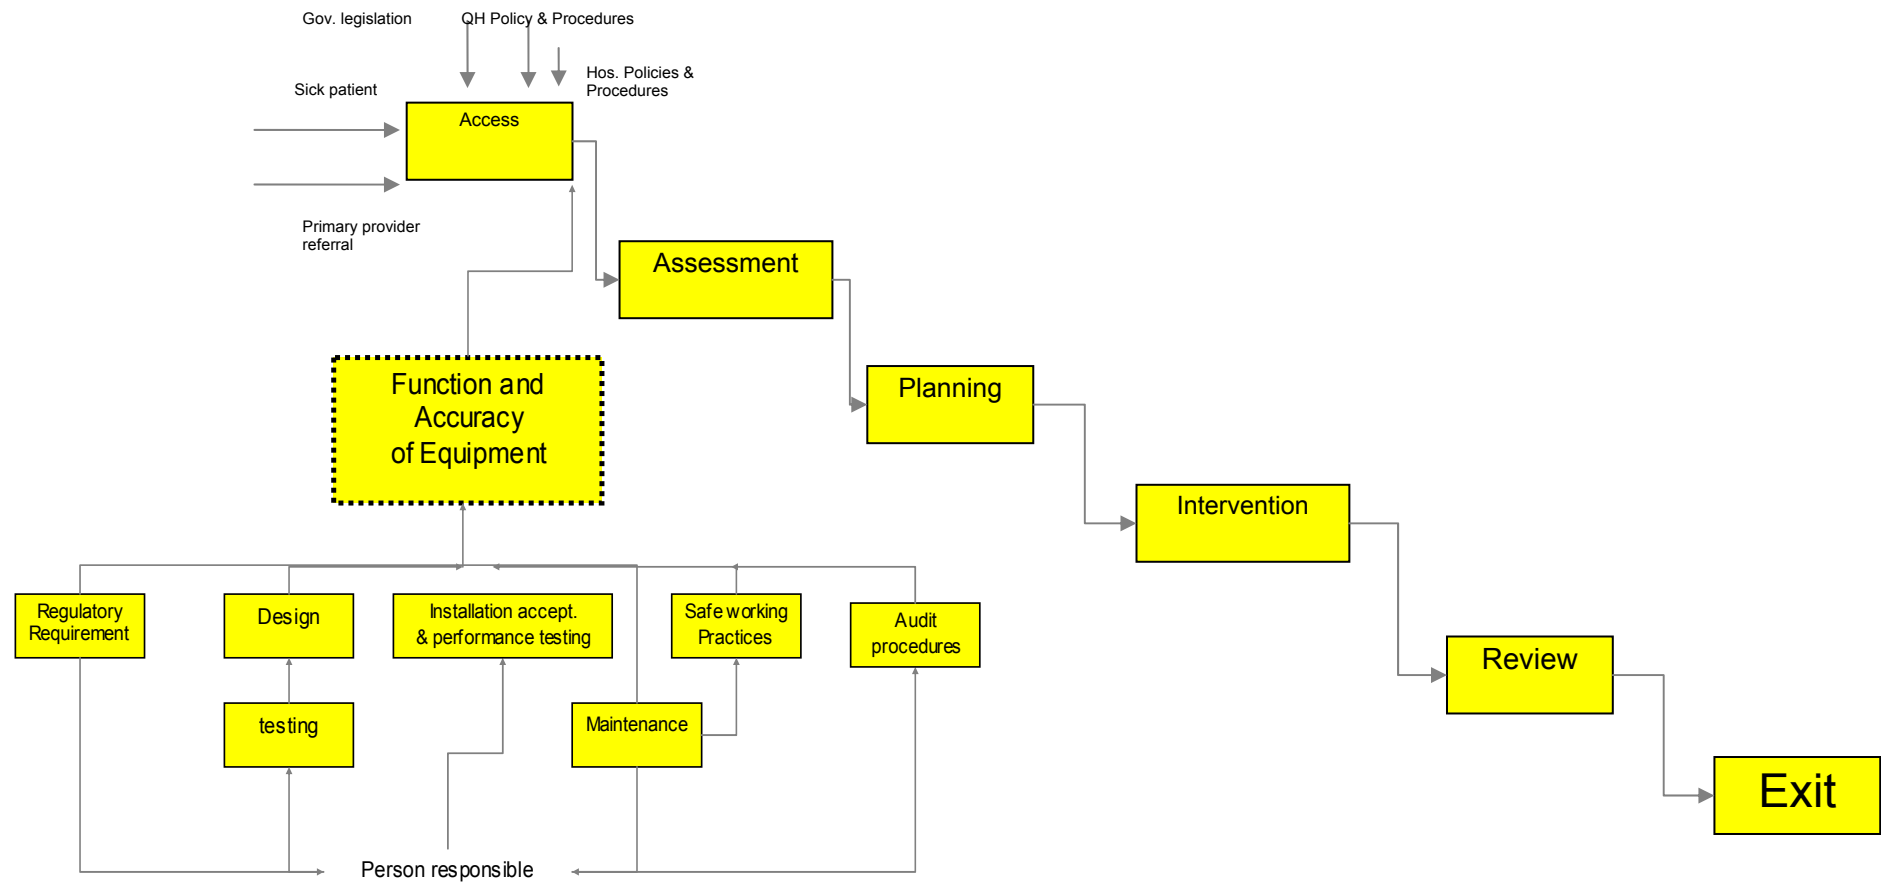 Gov. legislation
QH Policy & Procedures
Hos. Policies &
Procedures
Sick patient
Access
Primary provider
referral
Assessment
Function and
Accuracy
of Equipment
Planning
Intervention
Regulatory
Requirement
Design
Installation accept.
& performance testing
Safe working
Practices
Audit
procedures
Review
testing
Maintenance
Exit
Person responsible